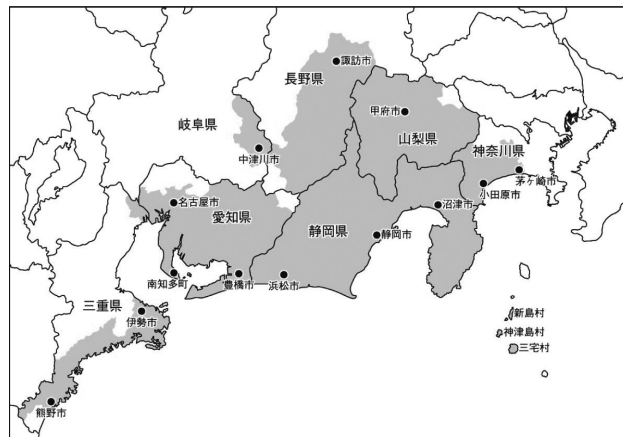 長野県
諏訪市
甲府市
山梨県
岐阜県
中津川市
神奈川県
茅ヶ崎市
小田原市
名古屋市
愛知県
沼津市
静岡県
静岡市
南知多町
豊橋市
浜松市
三重県
伊勢市
新島村
神津島村
三宅村
熊野市